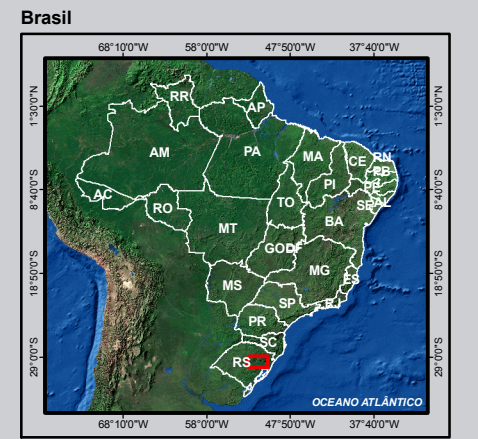 Brasil
68°10'0"W 58°0'0"W 47°50'0"W 37°40'0"W
1°30'0"N
1°30'0"N
RR
AP
AM
PA
MA
CE
RN
PB
PI
PE
AC
AL
SE
TO
RO
BA
8°40'0"S
8°40'0"S
MT
GO
DF
MG
ES
18°50'0"S
18°50'0"S
MS
SP
RJ
PR
SC
RS
29°0'0"S
29°0'0"S
OCEANO ATLÂNTICO
68°10'0"W 58°0'0"W 47°50'0"W 37°40'0"W